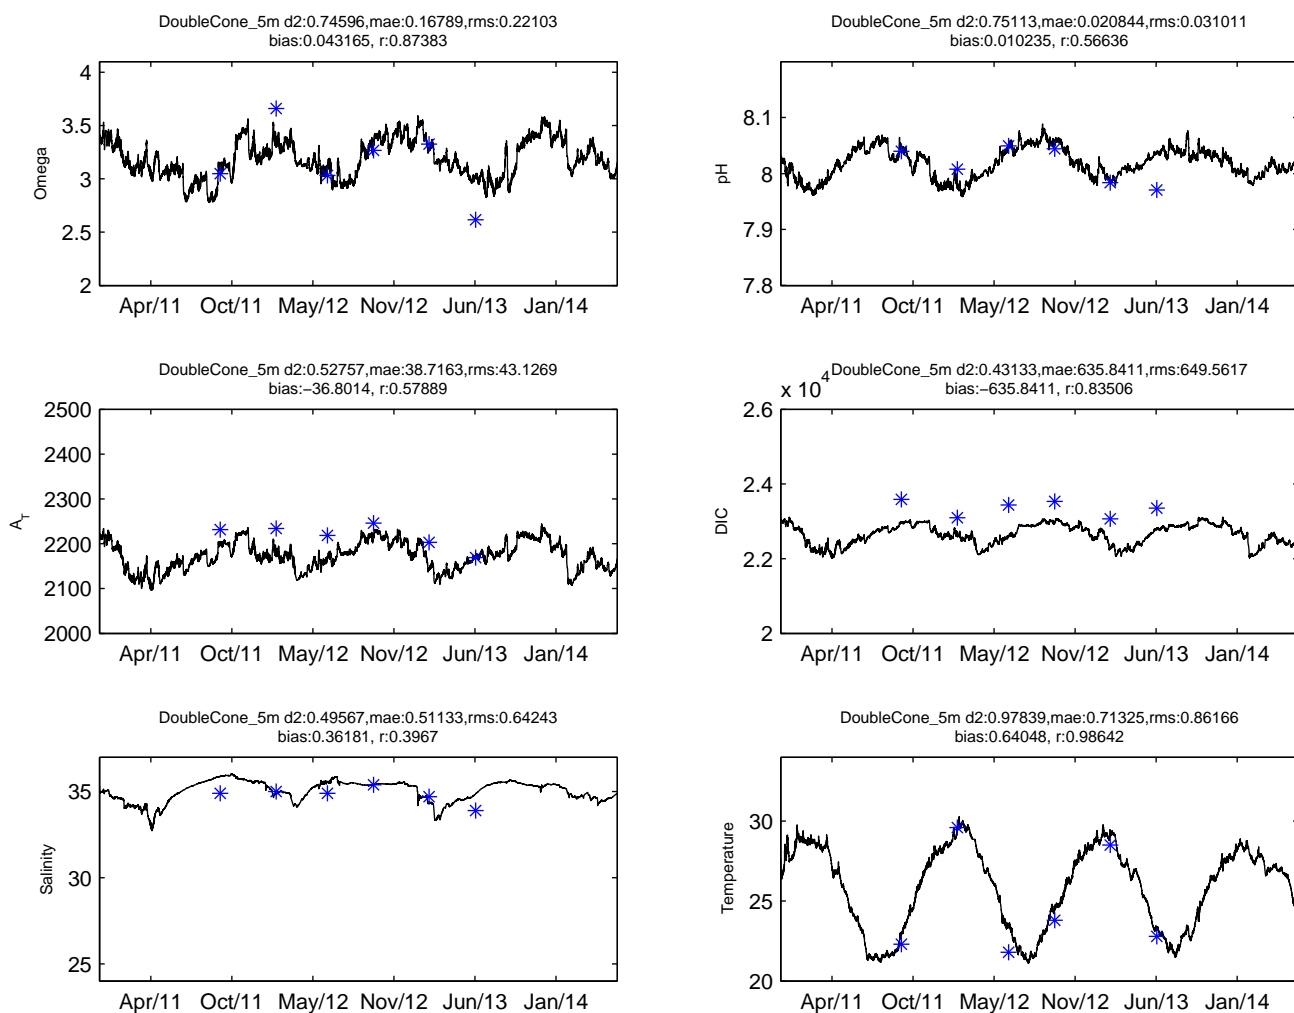 DoubleCone_5m d2:0.74596,mae:0.16789,rms:0.22103
bias:0.043165, r:0.87383
4
3.5
3
2.5
2
Omega
Apr/11 Oct/11 May/12 Nov/12 Jun/13 Jan/14
DoubleCone_5m d2:0.75113,mae:0.020844,rms:0.031011
bias:0.010235, r:0.56636
8.1
8
7.9
7.8
pH
Apr/11 Oct/11 May/12 Nov/12 Jun/13 Jan/14
DoubleCone_5m d2:0.52757,mae:38.7163,rms:43.1269
bias:−36.8014, r:0.57889
2500
2400
2300
2200
2100
2000
A_T
Apr/11 Oct/11 May/12 Nov/12 Jun/13 Jan/14
DoubleCone_5m d2:0.43133,mae:635.8411,rms:649.5617
bias:−635.8411, r:0.83506
x 10^4
2.6
2.4
2.2
2
DIC
Apr/11 Oct/11 May/12 Nov/12 Jun/13 Jan/14
DoubleCone_5m d2:0.49567,mae:0.51133,rms:0.64243
bias:0.36181, r:0.3967
35
30
25
Salinity
Apr/11 Oct/11 May/12 Nov/12 Jun/13 Jan/14
DoubleCone_5m d2:0.97839,mae:0.71325,rms:0.86166
bias:0.64048, r:0.98642
30
25
20
Temperature
Apr/11 Oct/11 May/12 Nov/12 Jun/13 Jan/14